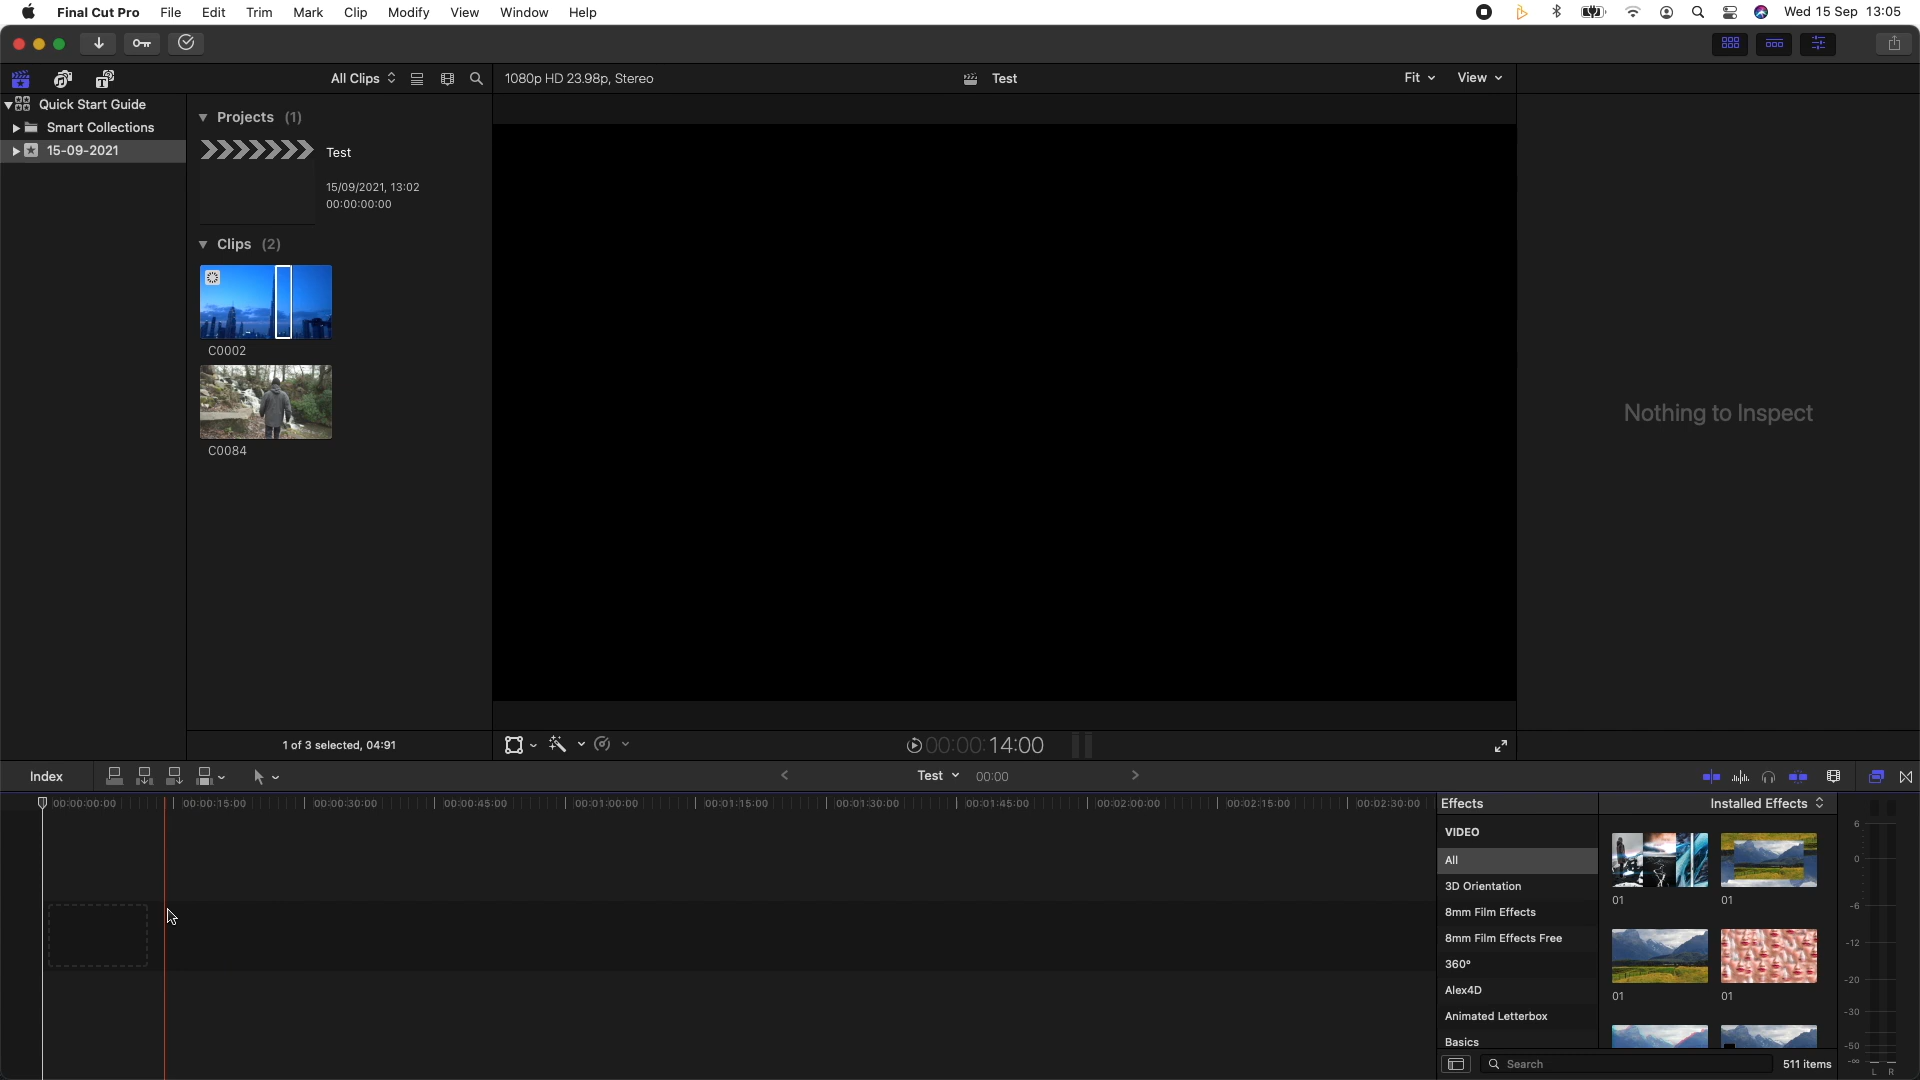 Final Cut Pro File Edit Trim Mark Clip Modify View Window Help Wed 15 Sep 13:05
All Clips 1080p HD 23.98p, Stereo Test Fit View
Quick Start Guide
Smart Collections
15-09-2021
Projects (1)
Test
15/09/2021, 13:02
00:00:00:00
Clips (2)
C0002
C0084
Nothing to Inspect
1 of 3 selected, 04:91
00:00:14:00
Index Test 00:00
00:00:00:00 00:00:15:00 00:00:30:00 00:00:45:00 00:01:00:00 00:01:15:00 00:01:30:00 00:01:45:00 00:02:00:00 00:02:15:00 00:02:30:00
Effects Installed Effects
VIDEO
All
3D Orientation
8mm Film Effects
8mm Film Effects Free
360°
Alex4D
Animated Letterbox
Basics
01 01
01 01
Search 511 items
6
0
-6
-12
-20
-30
-50
-∞
L R